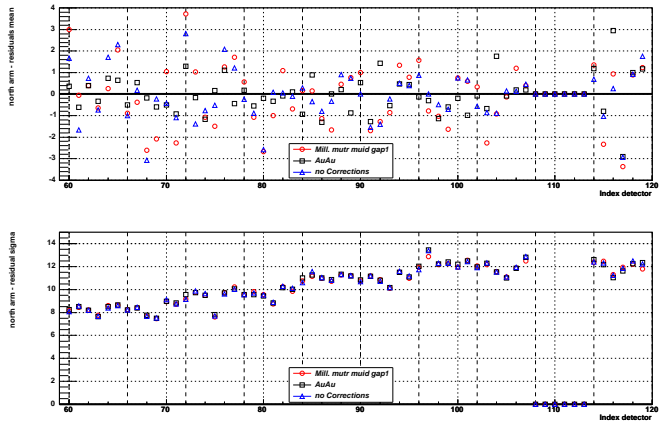 north arm - residuals mean
4
3
2
1
0
-1
-2
-3
-4
Mill. mutr muid gap1
AuAu
no Corrections
60 70 80 90 100 110 120
Index detector
north arm - residual sigma
14
12
10
8
6
4
2
0
Mill. mutr muid gap1
AuAu
no Corrections
60 70 80 90 100 110 120
Index detector